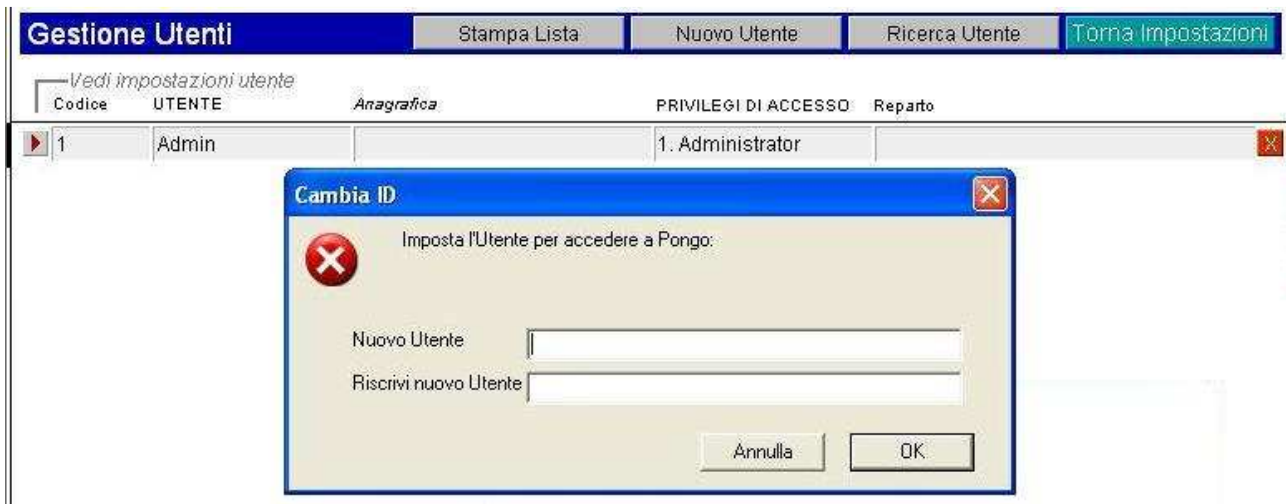 Gestione Utenti Stampa Lista Nuovo Utente Ricerca Utente Torna Impostazioni
Vedi impostazioni utente
Codice UTENTE Anagrafica PRIVILEGI DI ACCESSO Reparto
1 Admin 1. Administrator X
Cambia ID
Imposta l'Utente per accedere a Pongo:
Nuovo Utente
Riscrivi nuovo Utente
Annulla OK